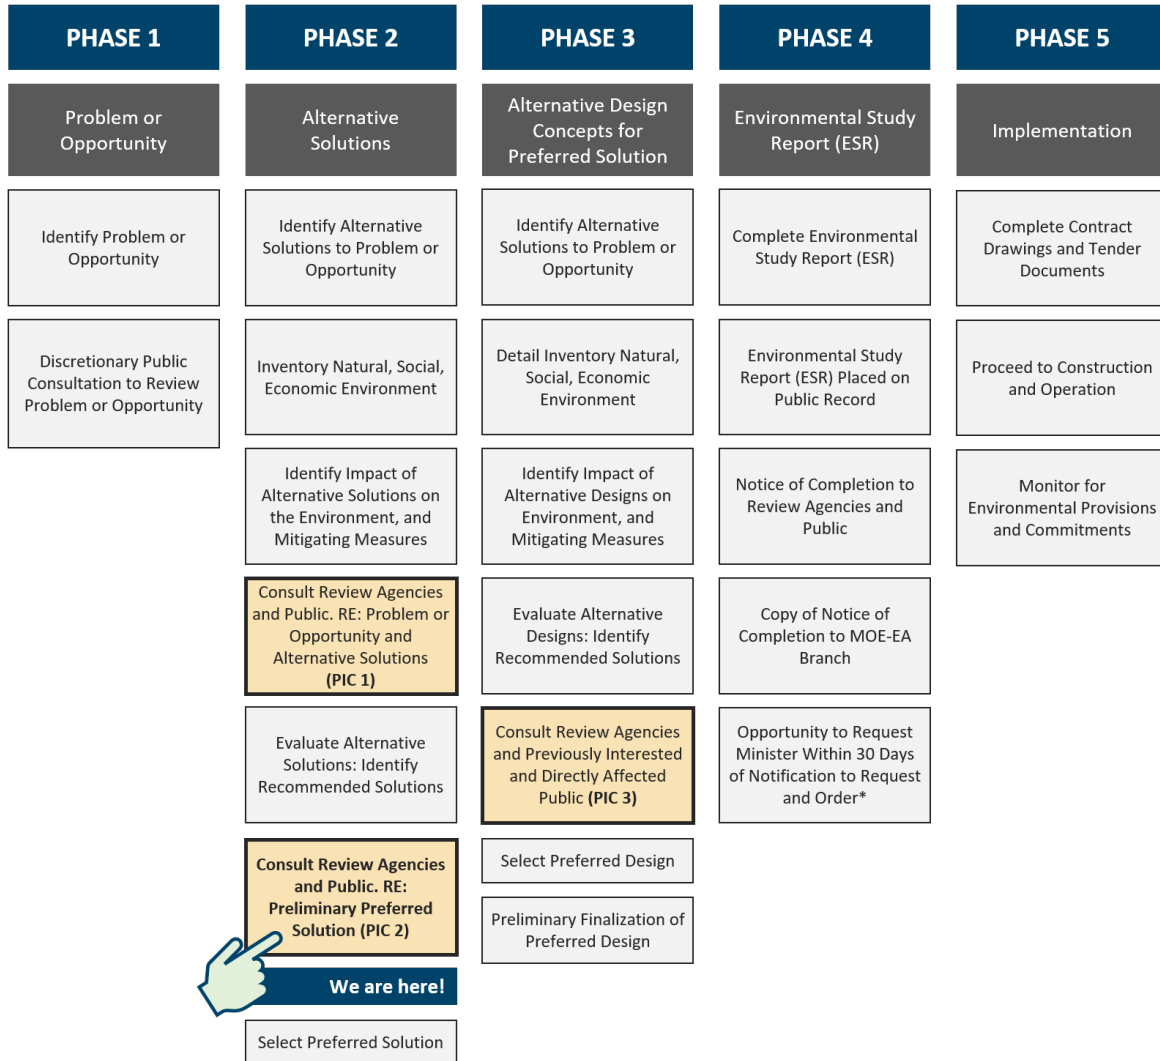 PHASE 1
PHASE 2
PHASE 3
PHASE 4
PHASE 5
Problem or
Opportunity
Alternative
Solutions
Alternative Design
Concepts for
Preferred Solution
Environmental Study
Report (ESR)
Implementation
Identify Problem or
Opportunity
Discretionary Public
Consultation to Review
Problem or Opportunity
Identify Alternative
Solutions to Problem or
Opportunity
Inventory Natural, Social,
Economic Environment
Identify Impact of
Alternative Solutions on
the Environment, and
Mitigating Measures
Consult Review Agencies
and Public. RE: Problem or
Opportunity and
Alternative Solutions
(PIC 1)
Evaluate Alternative
Solutions: Identify
Recommended Solutions
Consult Review Agencies
and Public. RE:
Preliminary Preferred
Solution (PIC 2)
We are here!
Select Preferred Solution
Identify Alternative
Solutions to Problem or
Opportunity
Detail Inventory Natural,
Social, Economic
Environment
Identify Impact of
Alternative Designs on
Environment, and
Mitigating Measures
Evaluate Alternative
Designs: Identify
Recommended Solutions
Consult Review Agencies
and Previously Interested
and Directly Affected
Public (PIC 3)
Select Preferred Design
Preliminary Finalization of
Preferred Design
Complete Environmental
Study Report (ESR)
Environmental Study
Report (ESR) Placed on
Public Record
Notice of Completion to
Review Agencies and
Public
Copy of Notice of
Completion to MOE-EA
Branch
Opportunity to Request
Minister Within 30 Days
of Notification to Request
and Order*
Complete Contract
Drawings and Tender
Documents
Proceed to Construction
and Operation
Monitor for
Environmental Provisions
and Commitments